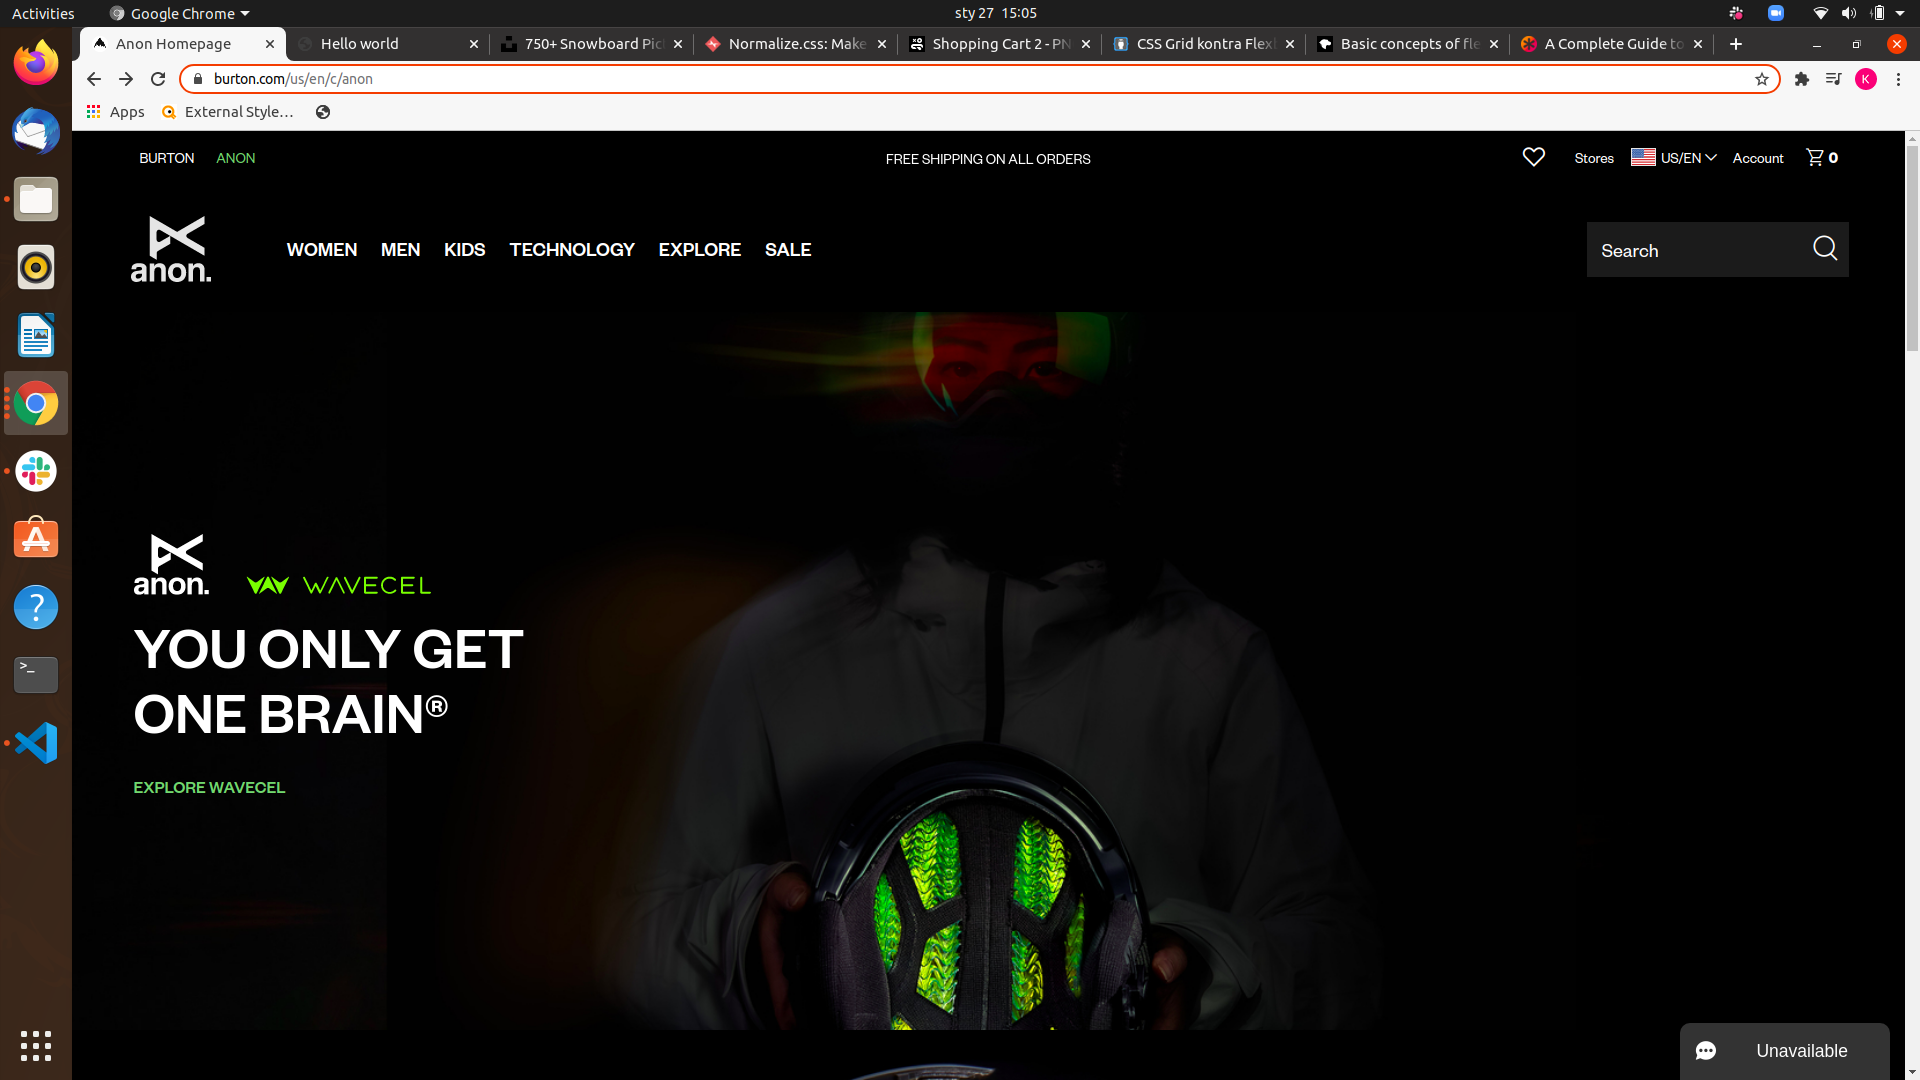 Activities
Google Chrome
sty 27 15:05
Anon Homepage
Hello world
750+ Snowboard Pic
Normalize.css: Make
Shopping Cart 2 - PN
CSS Grid kontra Flex
Basic concepts of fle
A Complete Guide to
burton.com/us/en/c/anon
K
Apps
External Style...
BURTON
ANON
FREE SHIPPING ON ALL ORDERS
Stores
US/EN
Account
0
anon.
WOMEN
MEN
KIDS
TECHNOLOGY
EXPLORE
SALE
Search
anon.
WAVECEL
YOU ONLY GET
ONE BRAIN®
EXPLORE WAVECEL
Unavailable